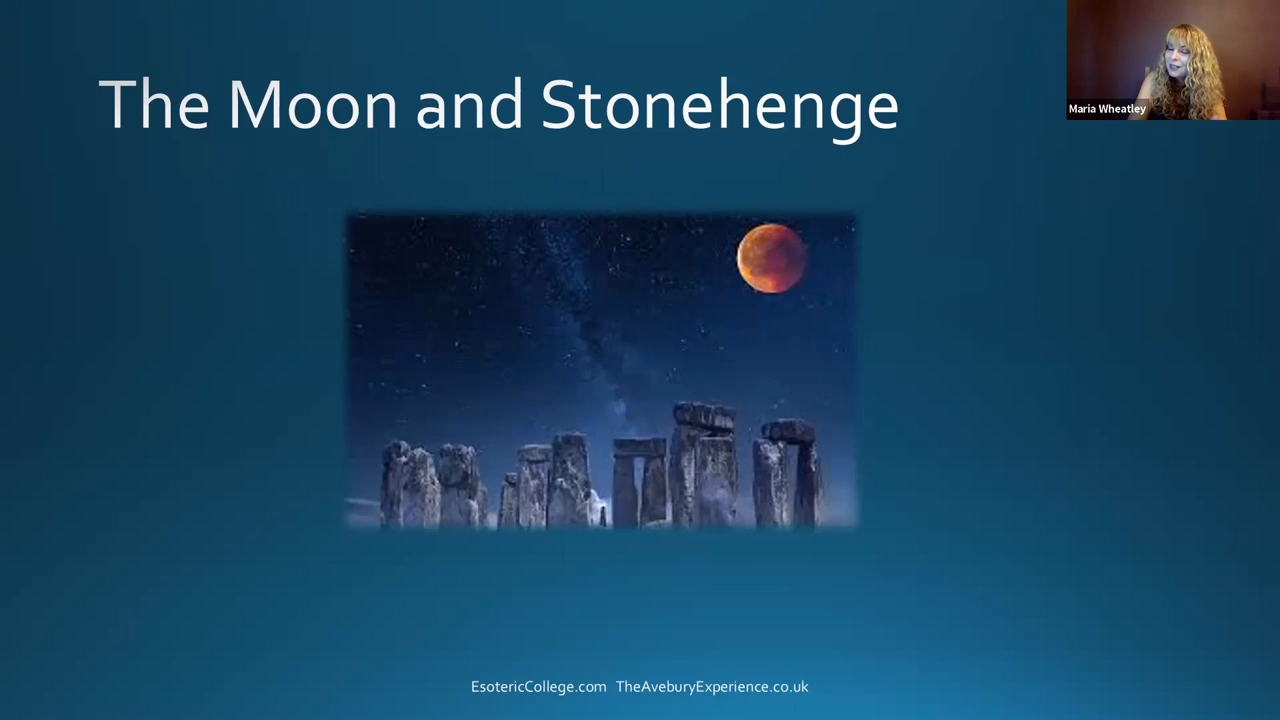 The Moon and Stonehenge
Maria Wheatley
EsotericCollege.com TheAveburyExperience.co.uk